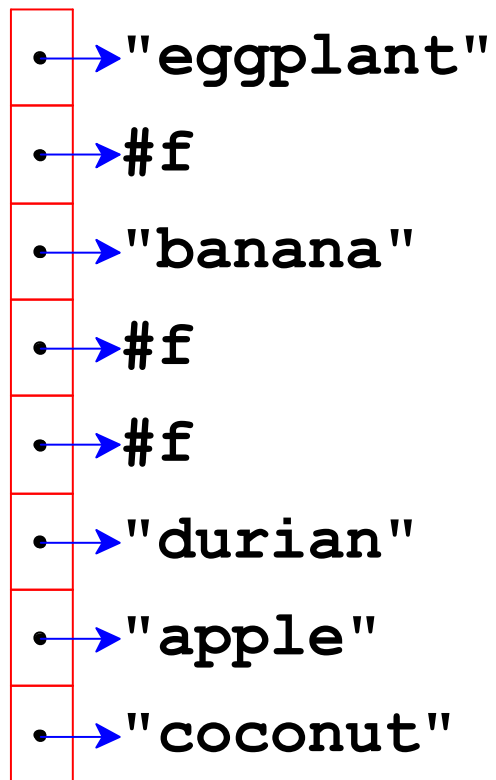 "eggplant"
#f
"banana"
#f
#f
"durian"
"apple"
"coconut"